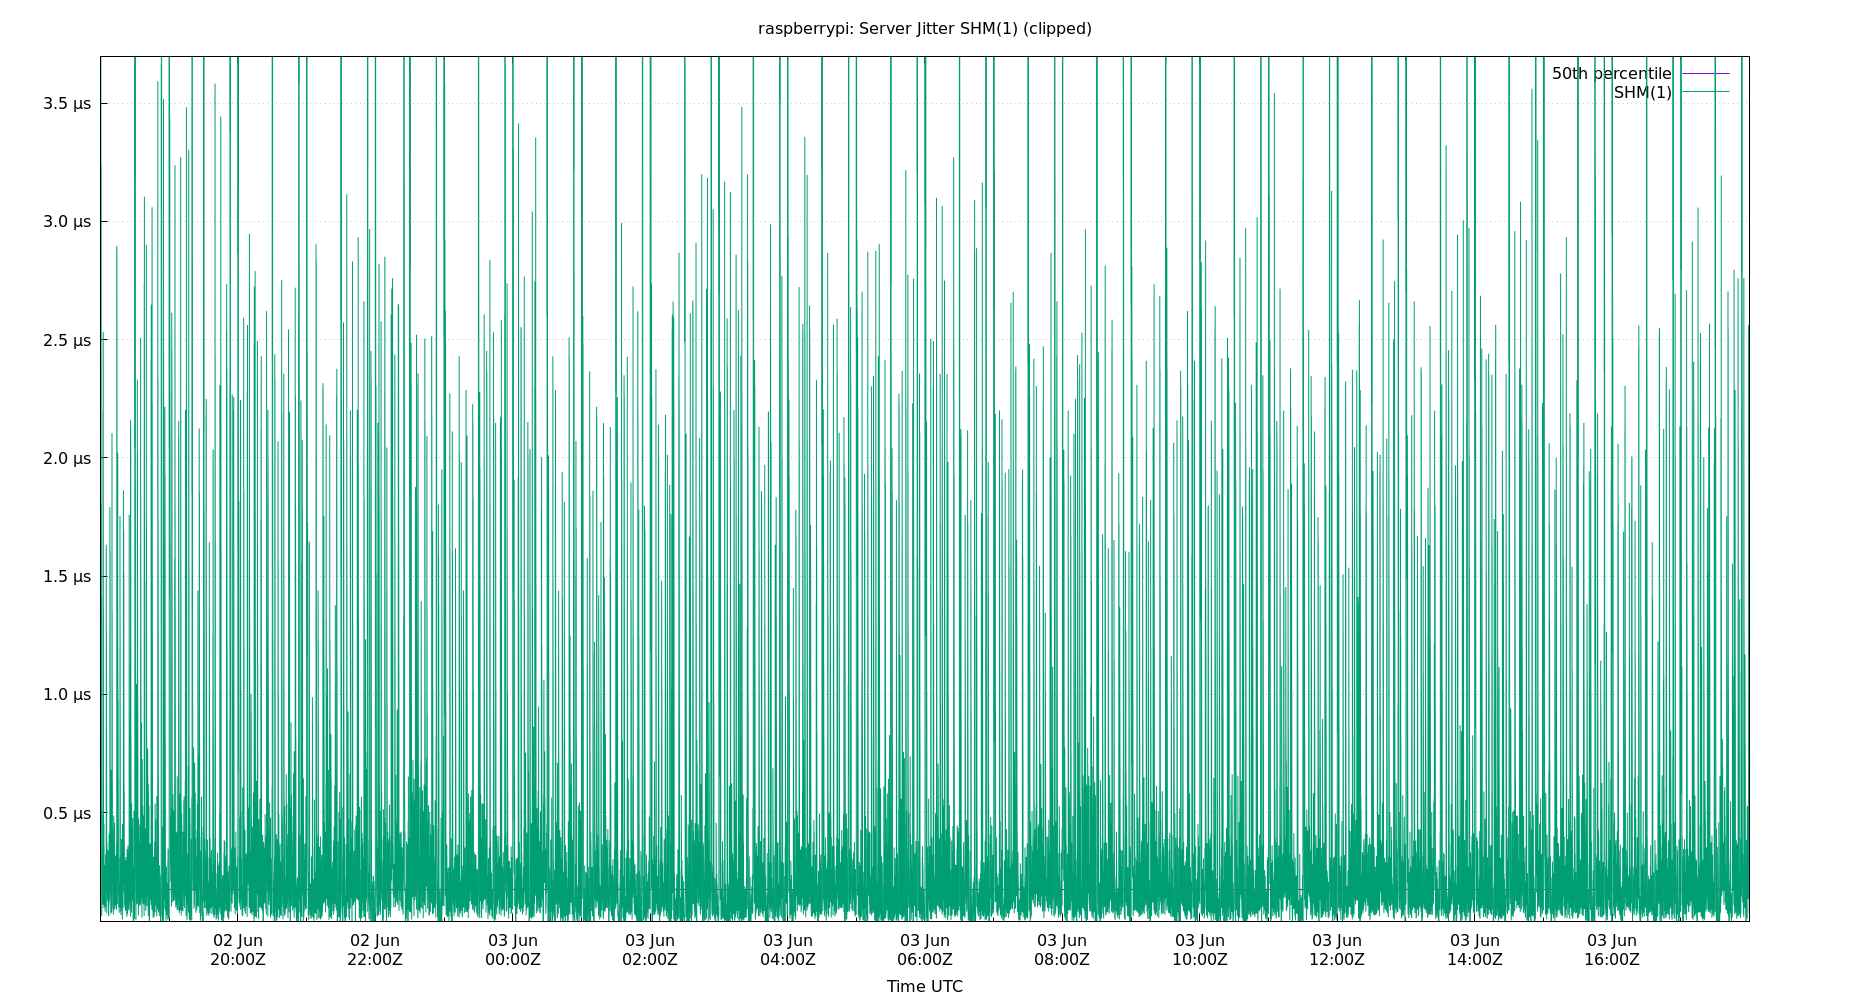 raspberrypi: Server Jitter SHM(1) (clipped)
50th percentile
SHM(1)
3.5 µs
3.0 µs
2.5 µs
2.0 µs
1.5 µs
1.0 µs
0.5 µs
02 Jun 02 Jun 03 Jun 03 Jun 03 Jun 03 Jun 03 Jun 03 Jun 03 Jun 03 Jun 03 Jun
20:00Z 22:00Z 00:00Z 02:00Z 04:00Z 06:00Z 08:00Z 10:00Z 12:00Z 14:00Z 16:00Z
Time UTC